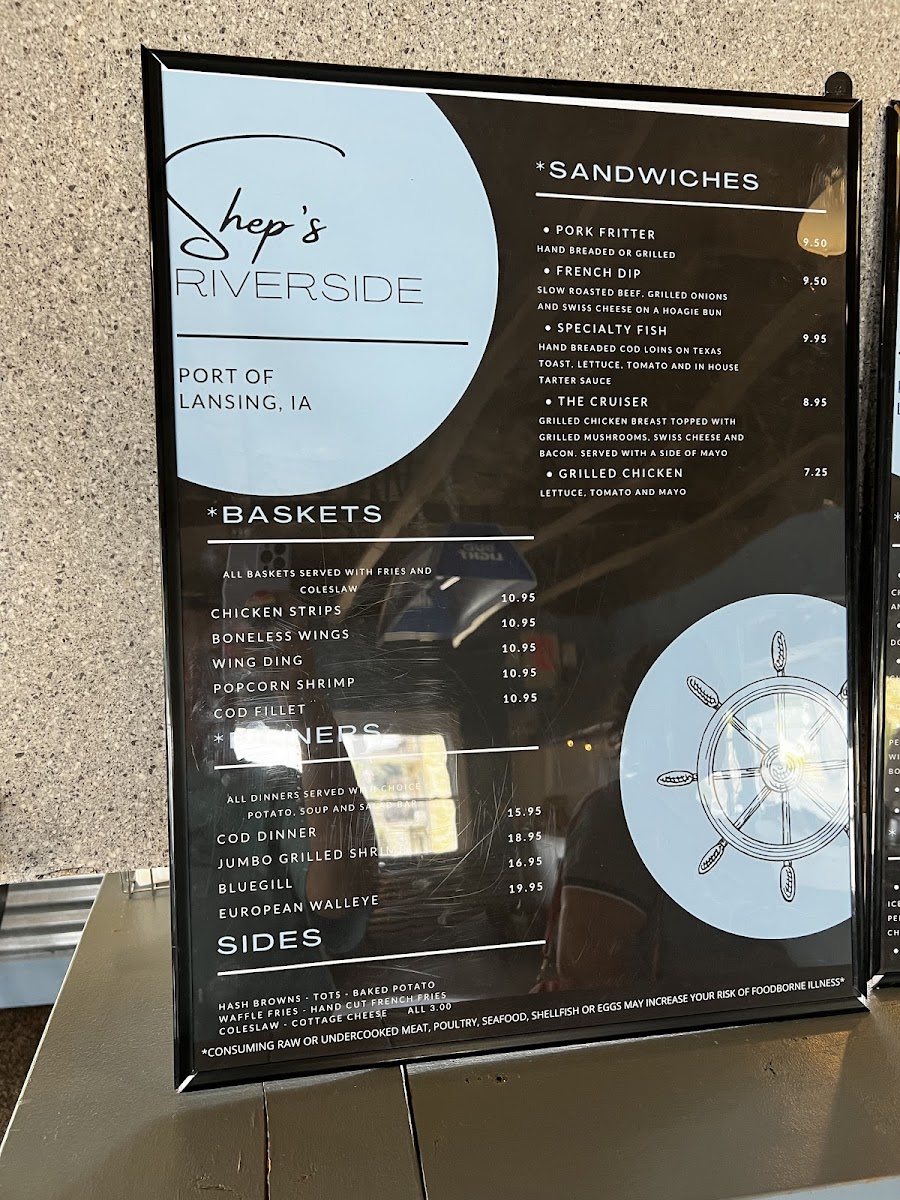 Shep's
RIVERSIDE
PORT OF
LANSING, IA
*SANDWICHES
• PORK FRITTER 9.50
HAND BREADED OR GRILLED
• FRENCH DIP 9.50
SLOW ROASTED BEEF, GRILLED ONIONS
AND SWISS CHEESE ON A HOAGIE BUN
• SPECIALTY FISH 9.95
HAND BREADED COD LOINS ON TEXAS
TOAST, LETTUCE, TOMATO AND IN HOUSE
TARTER SAUCE
• THE CRUISER 8.95
GRILLED CHICKEN BREAST TOPPED WITH
GRILLED MUSHROOMS, SWISS CHEESE AND
BACON. SERVED WITH A SIDE OF MAYO
• GRILLED CHICKEN 7.25
LETTUCE, TOMATO AND MAYO
*BASKETS
ALL BASKETS SERVED WITH FRIES AND
COLESLAW
CHICKEN STRIPS 10.95
BONELESS WINGS 10.95
WING DING 10.95
POPCORN SHRIMP 10.95
COD FILLET 10.95
*DINNERS
ALL DINNERS SERVED WITH CHOICE
POTATO, SOUP AND SALAD BAR
COD DINNER 15.95
JUMBO GRILLED SHRIMP 18.95
BLUEGILL 16.95
EUROPEAN WALLEYE 19.95
SIDES
HASH BROWNS - TOTS - BAKED POTATO
WAFFLE FRIES - HAND CUT FRENCH FRIES
COLESLAW - COTTAGE CHEESE ALL 3.00
*CONSUMING RAW OR UNDERCOOKED MEAT, POULTRY, SEAFOOD, SHELLFISH OR EGGS MAY INCREASE YOUR RISK OF FOODBORNE ILLNESS*